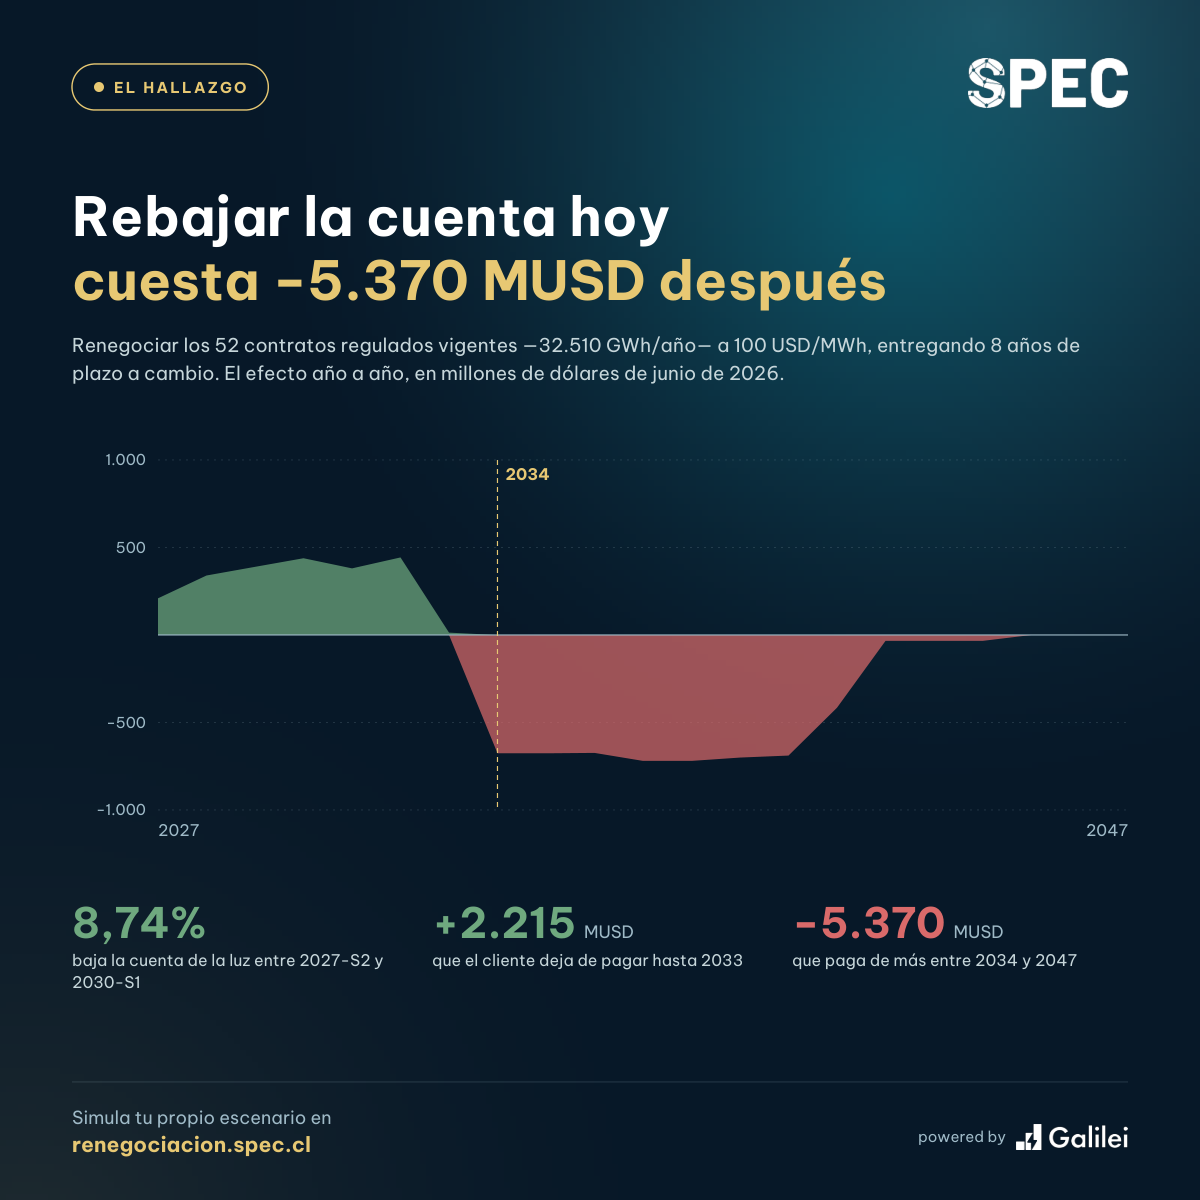 EL HALLAZGO
SPEC
Rebajar la cuenta hoy
cuesta −5.370 MUSD después
Renegociar los 52 contratos regulados vigentes —32.510 GWh/año— a 100 USD/MWh, entregando 8 años de
plazo a cambio. El efecto año a año, en millones de dólares de junio de 2026.
1.000
2034
500
−500
−1.000
2027
2047
8,74%
baja la cuenta de la luz entre 2027-S2 y
2030-S1
+2.215 MUSD
que el cliente deja de pagar hasta 2033
−5.370 MUSD
que paga de más entre 2034 y 2047
Simula tu propio escenario en
renegociacion.spec.cl
powered by Galilei